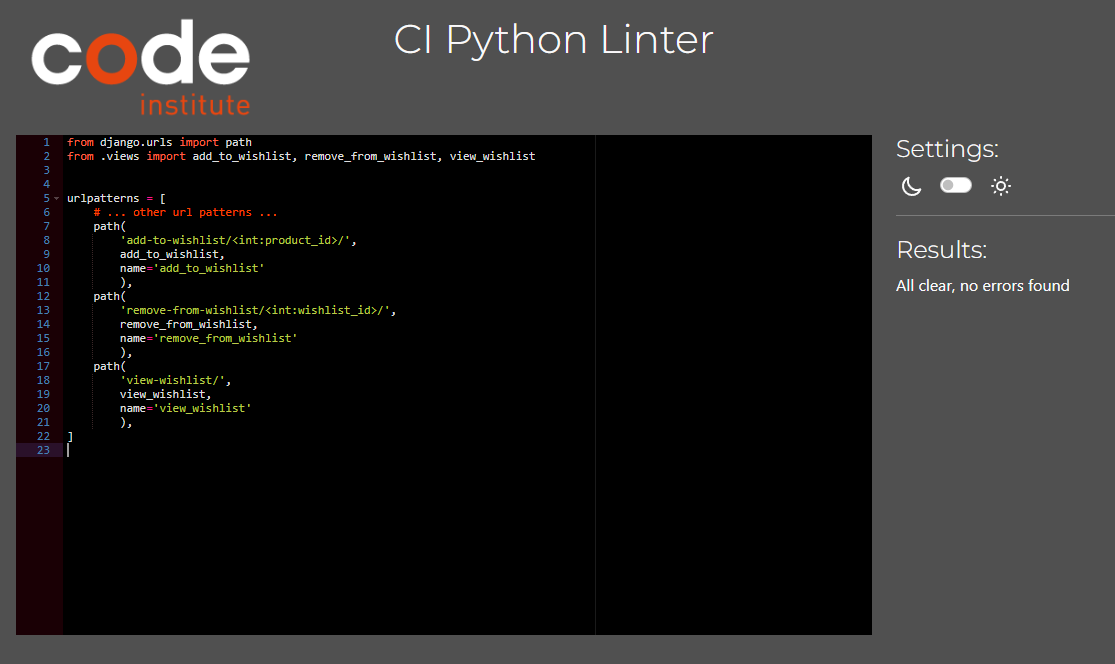 code
institute
CI Python Linter
1 from django.urls import path
2 from .views import add_to_wishlist, remove_from_wishlist, view_wishlist
3
4
5 urlpatterns = [
6     # ... other url patterns ...
7     path(
8         'add-to-wishlist/<int:product_id>/',
9         add_to_wishlist,
10         name='add_to_wishlist'
11         ),
12     path(
13         'remove-from-wishlist/<int:wishlist_id>/',
14         remove_from_wishlist,
15         name='remove_from_wishlist'
16         ),
17     path(
18         'view-wishlist/',
19         view_wishlist,
20         name='view_wishlist'
21         ),
22 ]
23
Settings:
Results:
All clear, no errors found